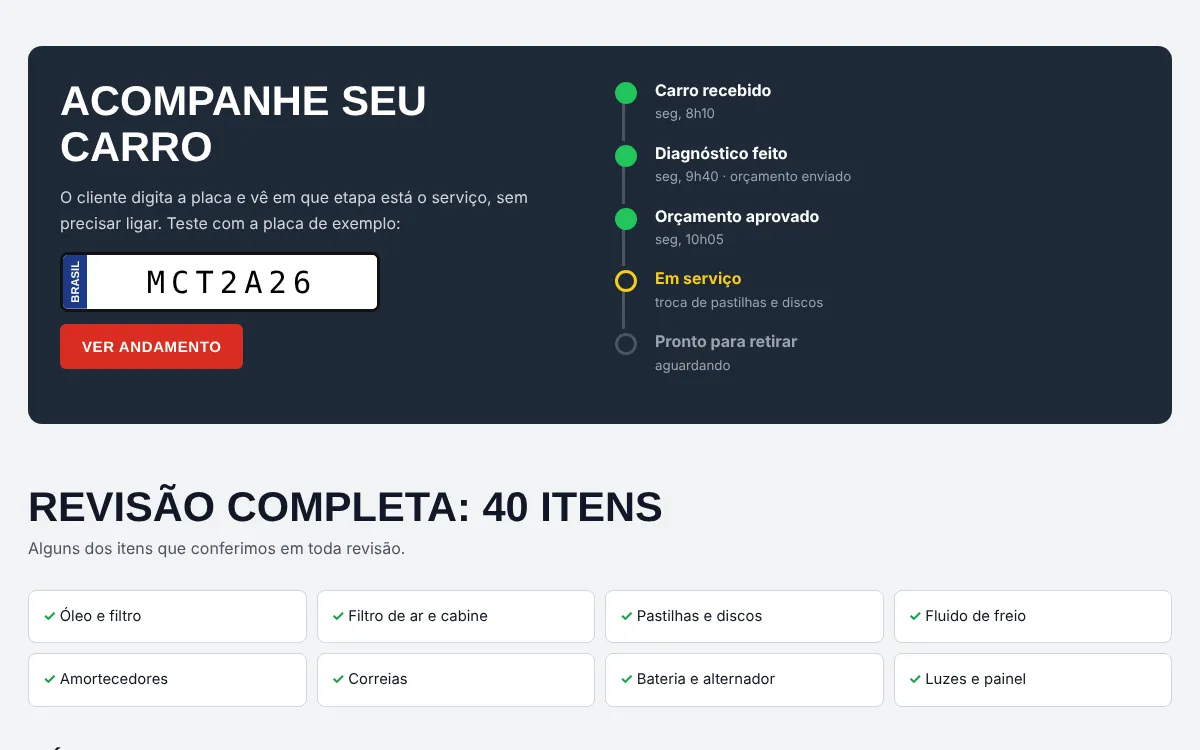 ACOMPANHE SEU
CARRO
O cliente digita a placa e vê em que etapa está o serviço, sem
precisar ligar. Teste com a placa de exemplo:
BRASIL
MCT2A26
VER ANDAMENTO
Carro recebido
seg, 8h10
Diagnóstico feito
seg, 9h40 · orçamento enviado
Orçamento aprovado
seg, 10h05
Em serviço
troca de pastilhas e discos
Pronto para retirar
aguardando
REVISÃO COMPLETA: 40 ITENS
Alguns dos itens que conferimos em toda revisão.
✓ Óleo e filtro
✓ Filtro de ar e cabine
✓ Pastilhas e discos
✓ Fluido de freio
✓ Amortecedores
✓ Correias
✓ Bateria e alternador
✓ Luzes e painel